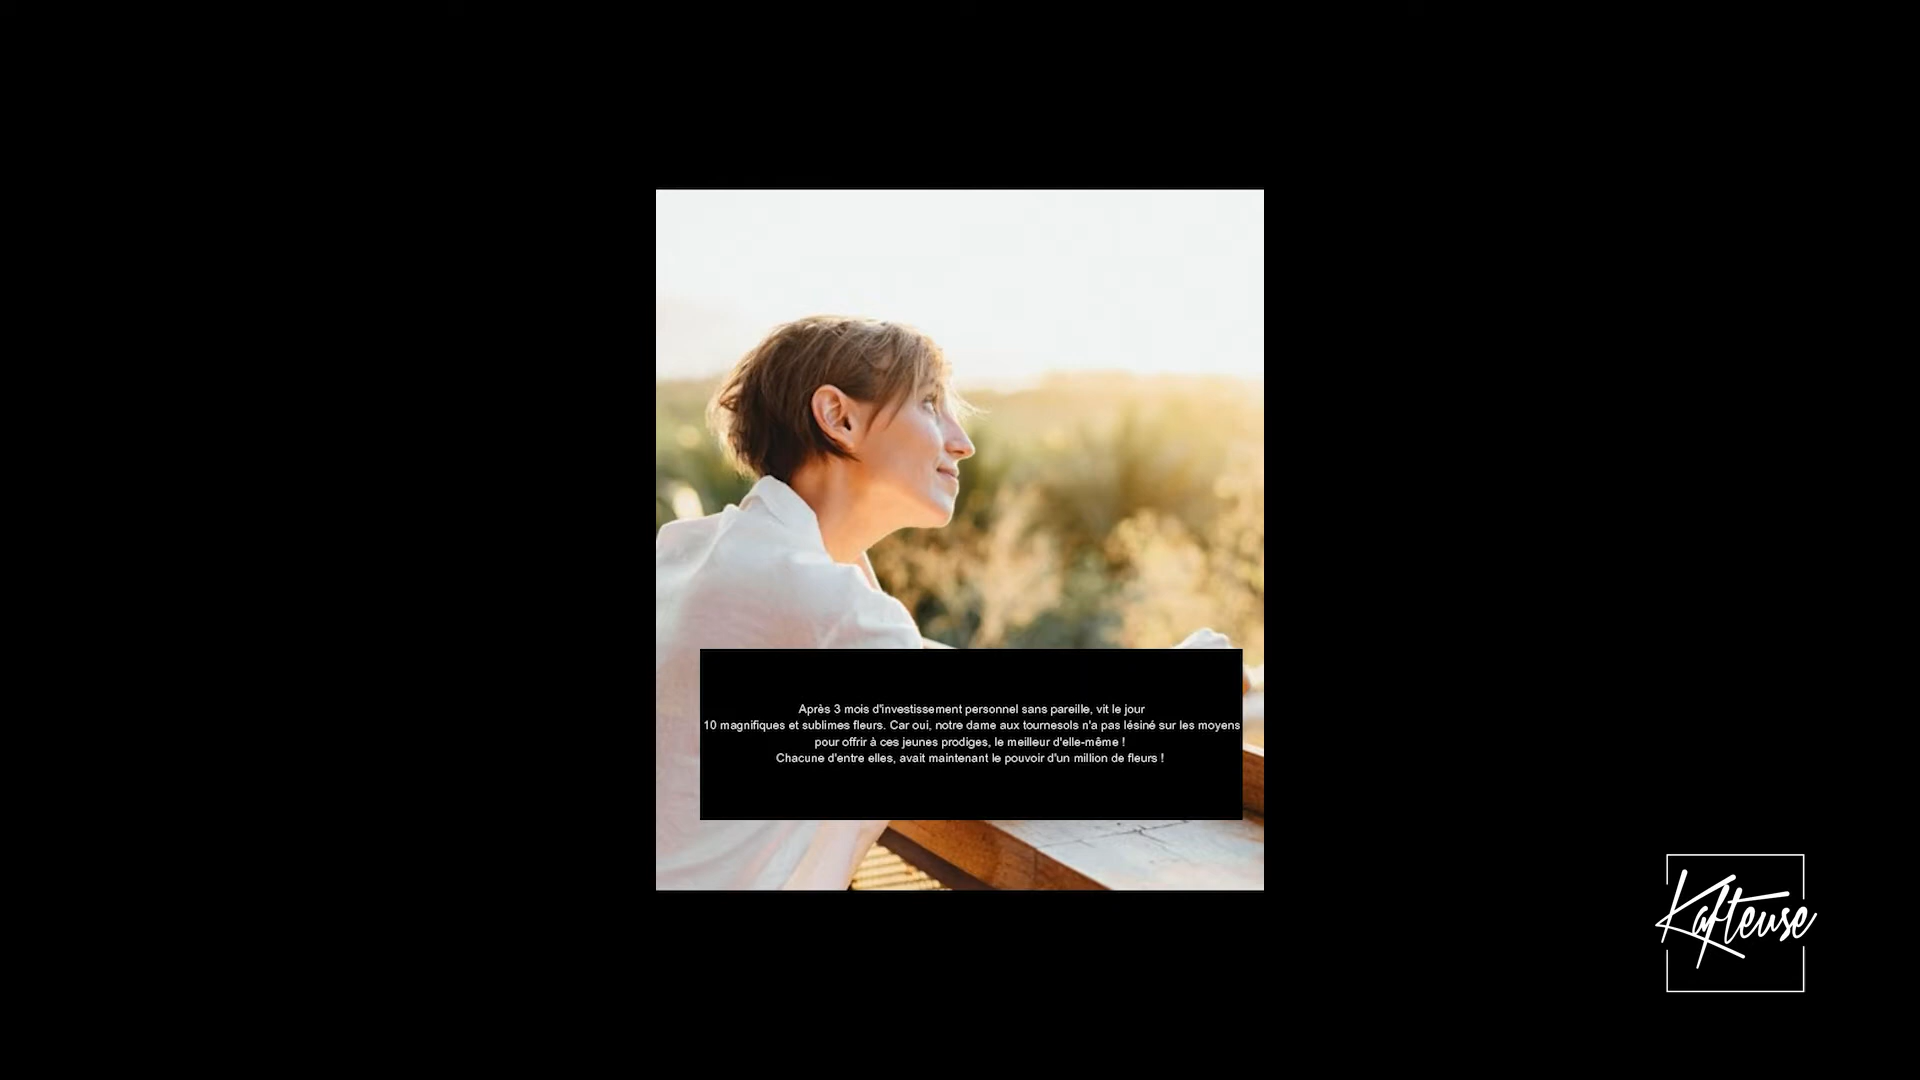 Après 3 mois d'investissement personnel sans pareille, vit le jour
10 magnifiques et sublimes fleurs. Car oui, notre dame aux tournesols n'a pas lésiné sur les moyens
pour offrir à ces jeunes prodiges, le meilleur d'elle-même !
Chacune d'entre elles, avait maintenant le pouvoir d'un million de fleurs !
Kafteuse